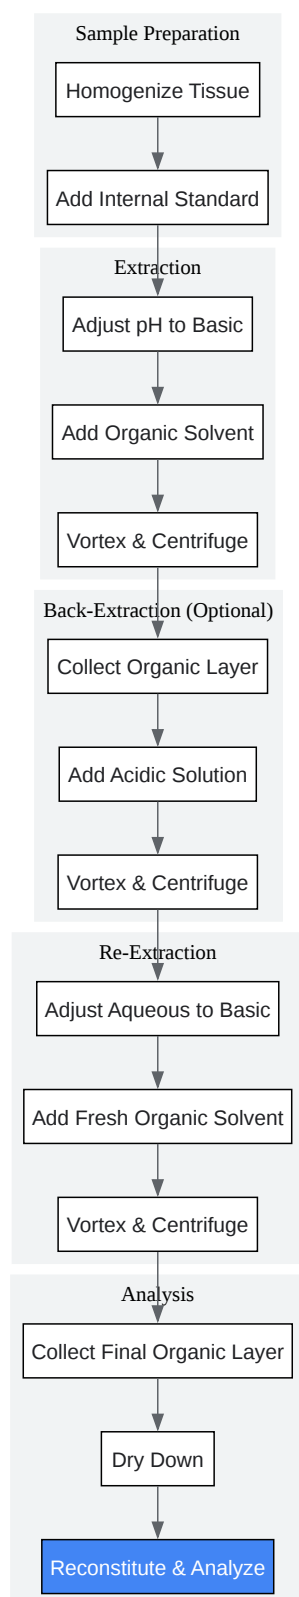 Sample Preparation
Homogenize Tissue
Add Internal Standard
Extraction
Adjust pH to Basic
Add Organic Solvent
Vortex & Centrifuge
Back-Extraction (Optional)
Collect Organic Layer
Add Acidic Solution
Vortex & Centrifuge
Re-Extraction
Adjust Aqueous to Basic
Add Fresh Organic Solvent
Vortex & Centrifuge
Analysis
Collect Final Organic Layer
Dry Down
Reconstitute & Analyze